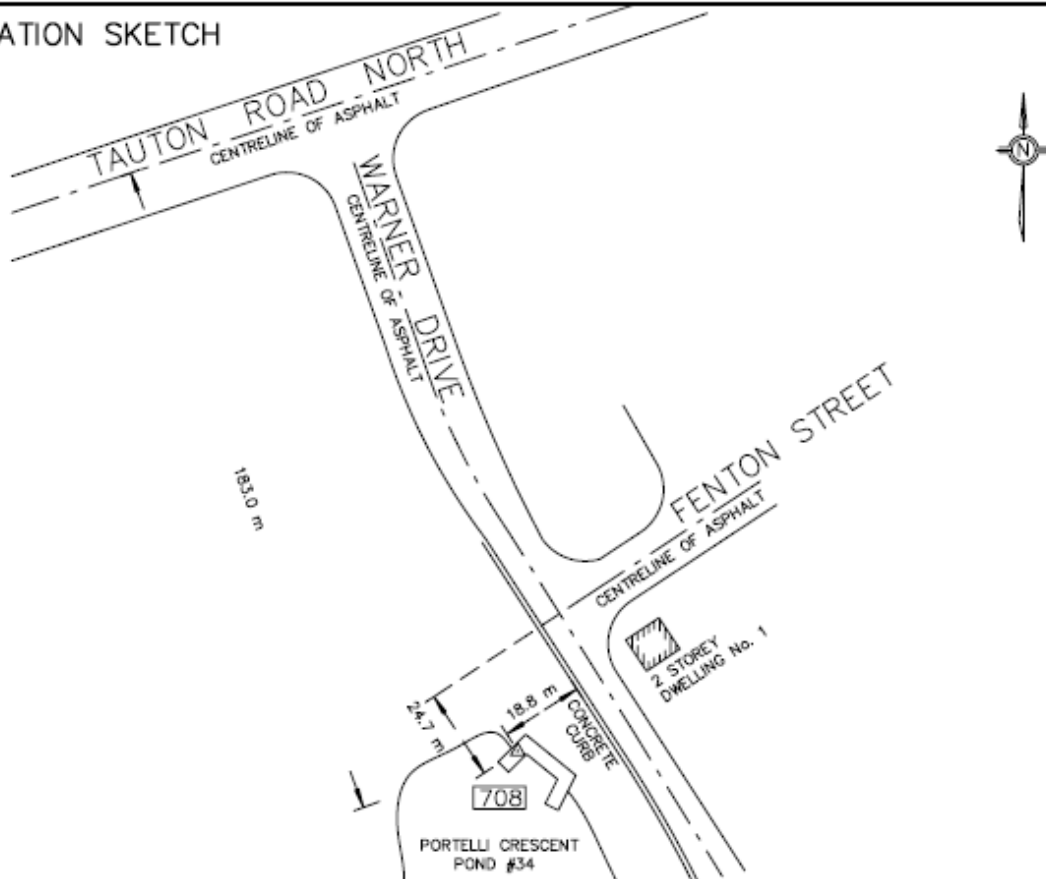 ATION SKETCH
TAUTON ROAD NORTH
CENTRELINE OF ASPHALT
N
WARNER DRIVE
CENTRELINE OF ASPHALT
FENTON STREET
CENTRELINE OF ASPHALT
183.0 m
2 STOREY
DWELLING No. 1
24.7 m
18.8 m
CONCRETE
CURB
708
PORTELLI CRESCENT
POND #34